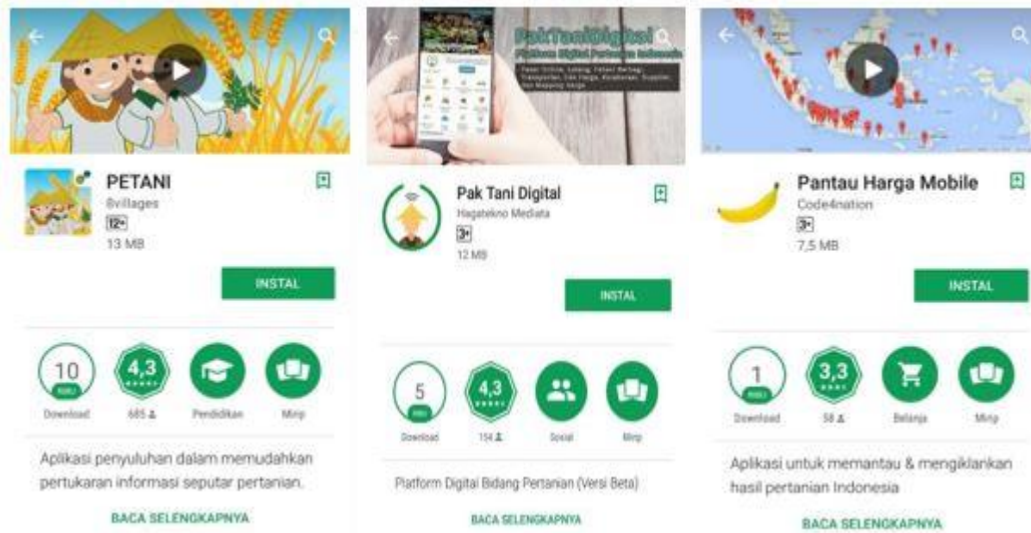 PETANI
8villages
12+
13 MB
INSTAL
10
RIBU
Download
4,3
685
Pendidikan
Mirip
Aplikasi penyuluhan dalam memudahkan
pertukaran informasi seputar pertanian.
BACA SELENGKAPNYA
PakTaniDigital
Platform Digital Pertanian Indonesia
Pak Tani Digital
Hagatekno Mediata
3+
12 MB
INSTAL
5
RIBU
Download
4,3
154
Sosial
Mirip
Platform Digital Bidang Pertanian (Versi Beta)
BACA SELENGKAPNYA
Pantau Harga Mobile
Code4nation
3+
7,5 MB
INSTAL
1
RIBU
Download
3,3
58
Belanja
Mirip
Aplikasi untuk memantau & mengiklankan
hasil pertanian Indonesia
BACA SELENGKAPNYA